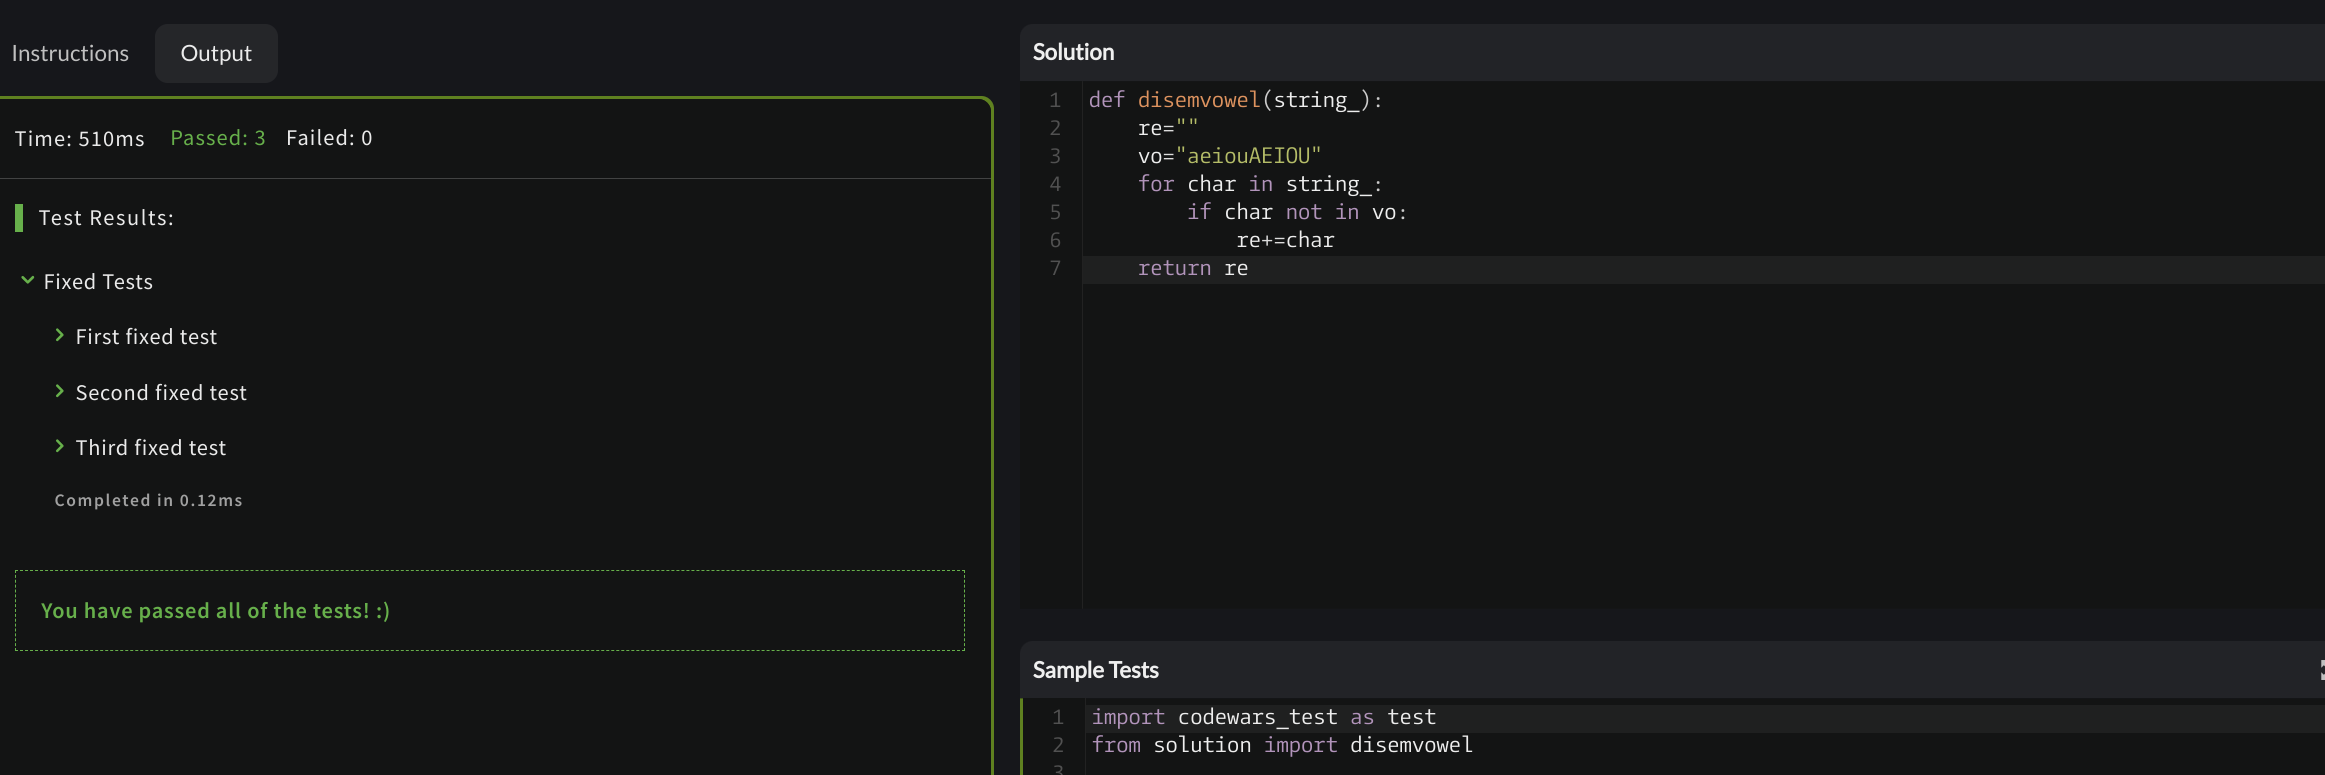 Instructions
Output
Time: 510ms Passed: 3 Failed: 0
Test Results:
Fixed Tests
First fixed test
Second fixed test
Third fixed test
Completed in 0.12ms
You have passed all of the tests! :)
Solution
1 def disemvowel(string_):
2     re=""
3     vo="aeiouAEIOU"
4     for char in string_:
5         if char not in vo:
6             re+=char
7     return re
Sample Tests
1 import codewars_test as test
2 from solution import disemvowel
3